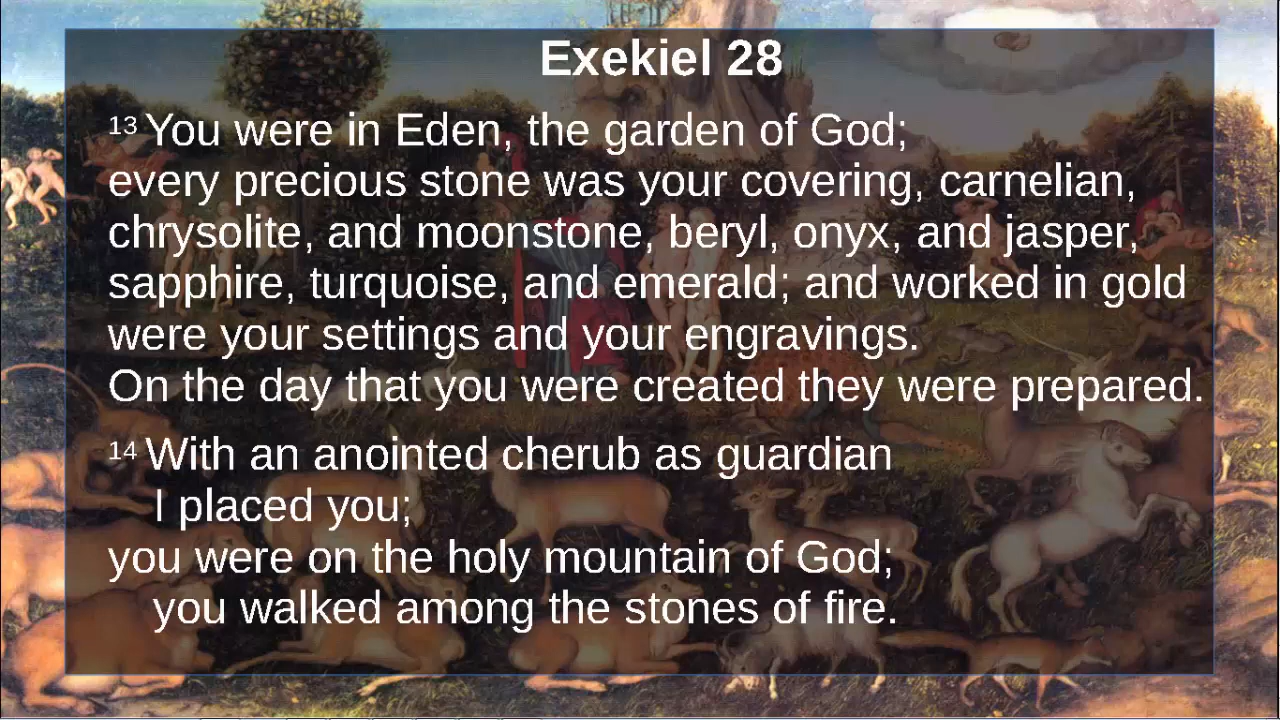 Exekiel 28
13 You were in Eden, the garden of God;
every precious stone was your covering, carnelian,
chrysolite, and moonstone, beryl, onyx, and jasper,
sapphire, turquoise, and emerald; and worked in gold
were your settings and your engravings.
On the day that you were created they were prepared.
14 With an anointed cherub as guardian
I placed you;
you were on the holy mountain of God;
you walked among the stones of fire.